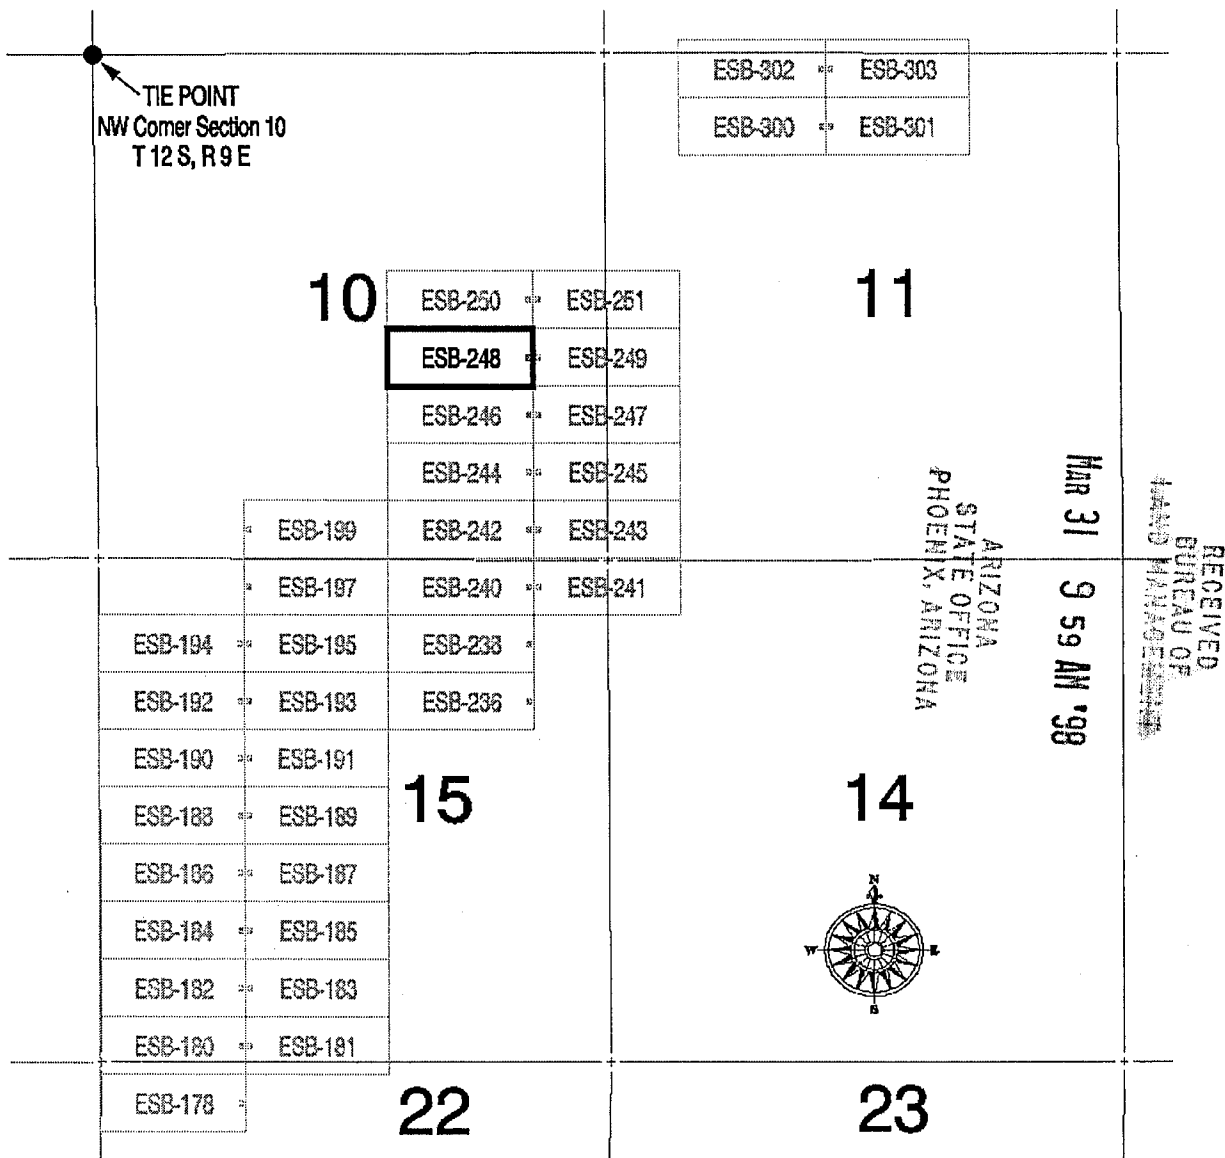 ESB-302 ESB-303
TIE POINT
NW Corner Section 10
T 12 S, R 9 E
ESB-300 ESB-301
10
11
ESB-250 ESB-251
ESB-248 ESB-249
ESB-246 ESB-247
ESB-244 ESB-245
ESB-199 ESB-242 ESB-243
ESB-197 ESB-240 ESB-241
ESB-194 ESB-195 ESB-238
ESB-192 ESB-193 ESB-236
ESB-190 ESB-191
15
14
ESB-188 ESB-189
ESB-186 ESB-187
ESB-184 ESB-185
ESB-182 ESB-183
ESB-180 ESB-181
ESB-178
22
23
N
W E
S
RECEIVED
BUREAU OF
LAND MANAGEMENT
MAR 31 9 59 AM '98
ARIZONA
STATE OFFICE
PHOENIX, ARIZONA